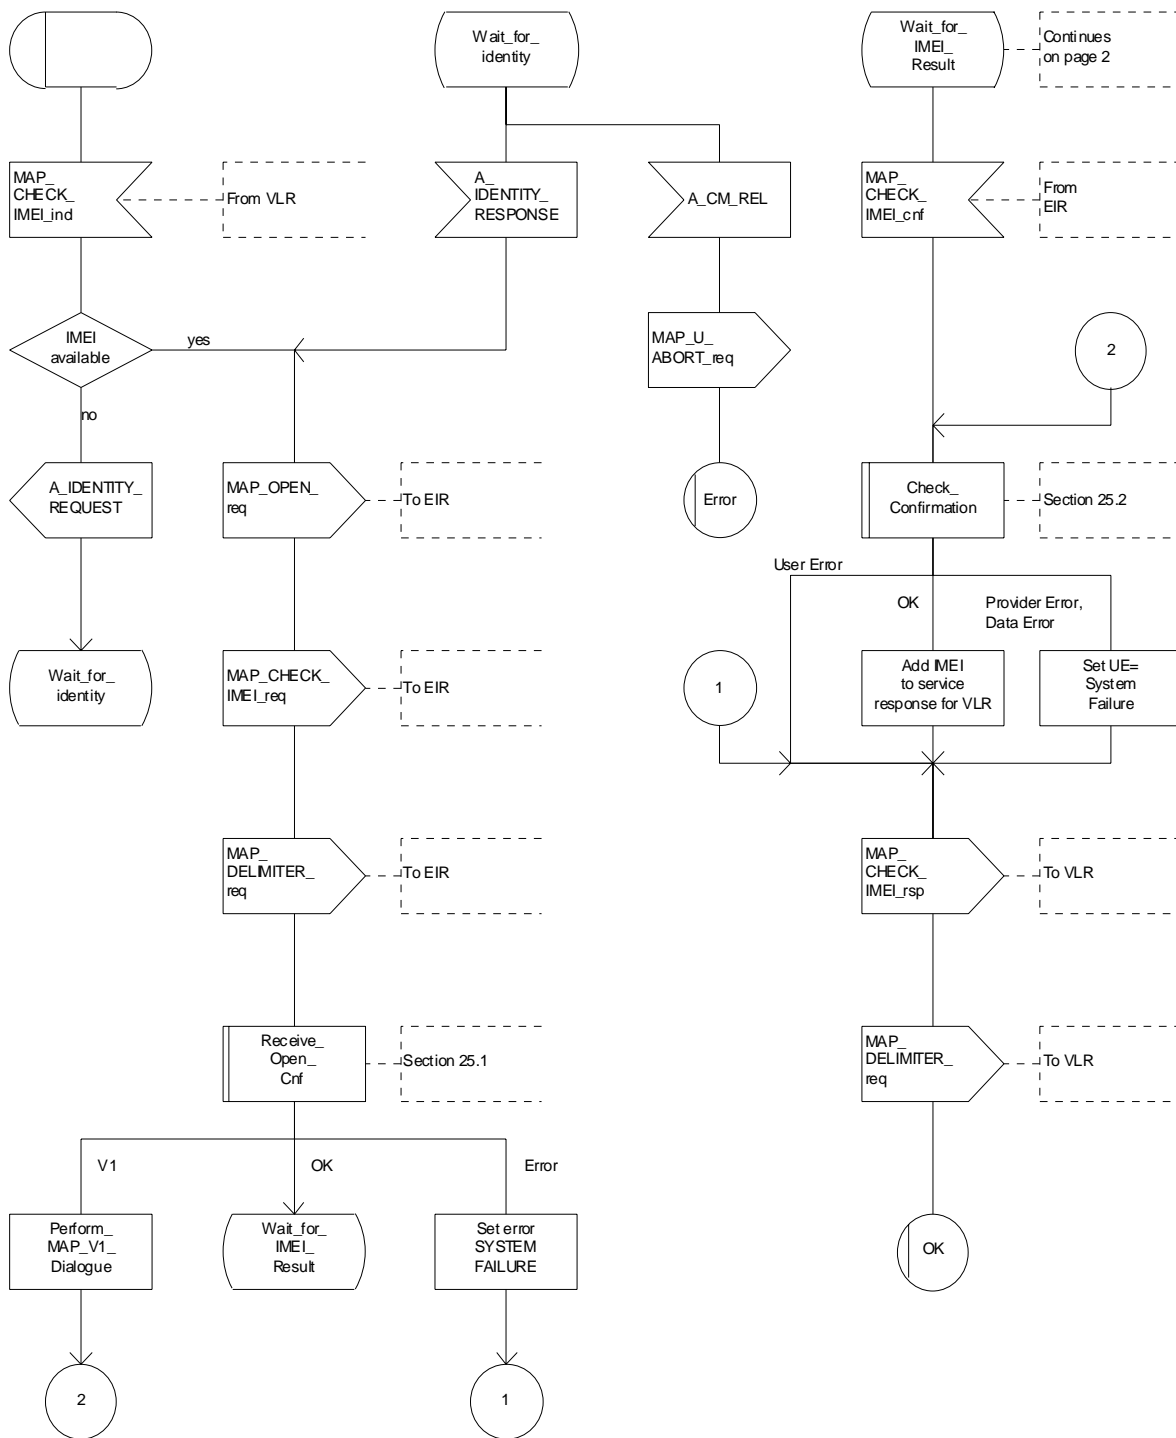 Wait_for_
identity
Wait_for_
IMEI_
Result
Continues
on page 2
MAP_
CHECK_
IMEI_ind
From VLR
A_
IDENTITY_
RESPONSE
A_CM_REL
MAP_
CHECK_
IMEI_cnf
From
EIR
IMEI
available
yes
no
MAP_U_
ABORT_req
2
A_IDENTITY_
REQUEST
MAP_OPEN_
req
To EIR
Error
Check_
Confirmation
Section 25.2
User Error
OK
Provider Error,
Data Error
Wait_for_
identity
MAP_CHECK_
IMEI_req
To EIR
1
Add IMEI
to service
response for VLR
Set UE=
System
Failure
MAP_
DELIMITER_
req
To EIR
MAP_
CHECK_
IMEI_rsp
To VLR
Receive_
Open_
Cnf
Section 25.1
MAP_
DELIMITER_
req
To VLR
V1
OK
Error
Perform_
MAP_V1_
Dialogue
Wait_for_
IMEI_
Result
Set error
SYSTEM
FAILURE
OK
2
1